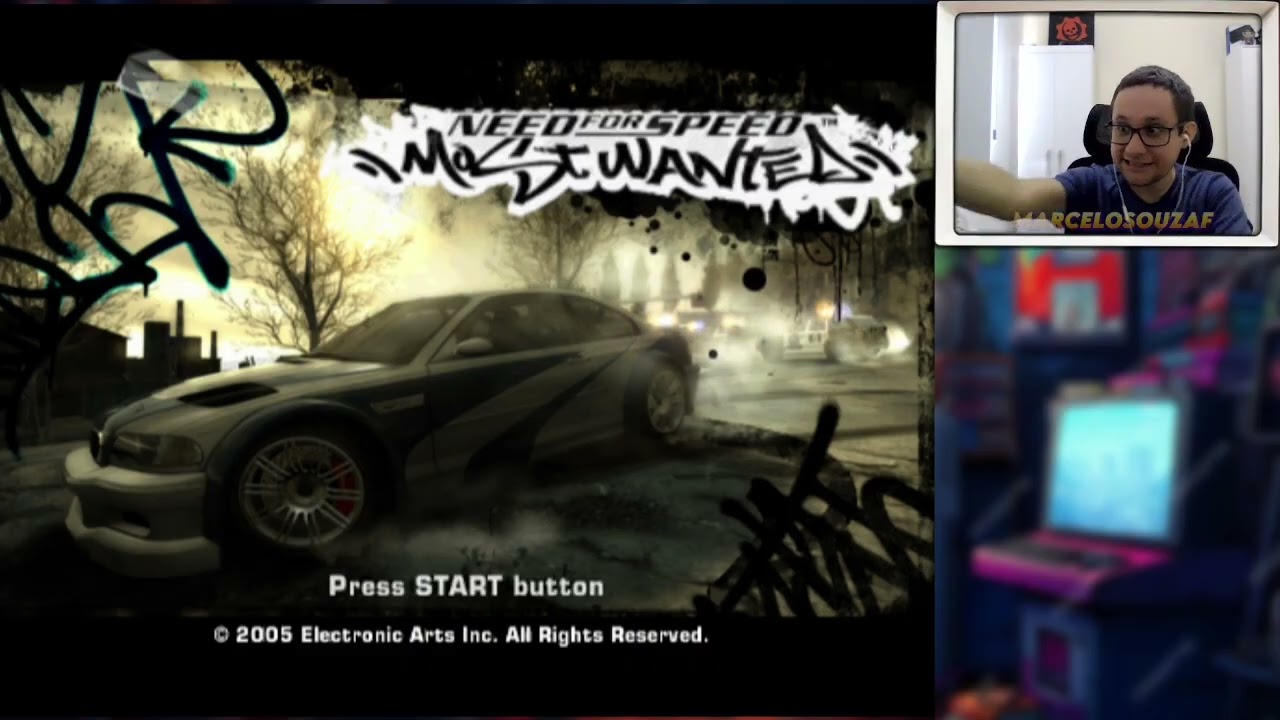 NEED FOR SPEED™
MOST WANTED
MARCELOSOUZAF
Press START button
© 2005 Electronic Arts Inc. All Rights Reserved.